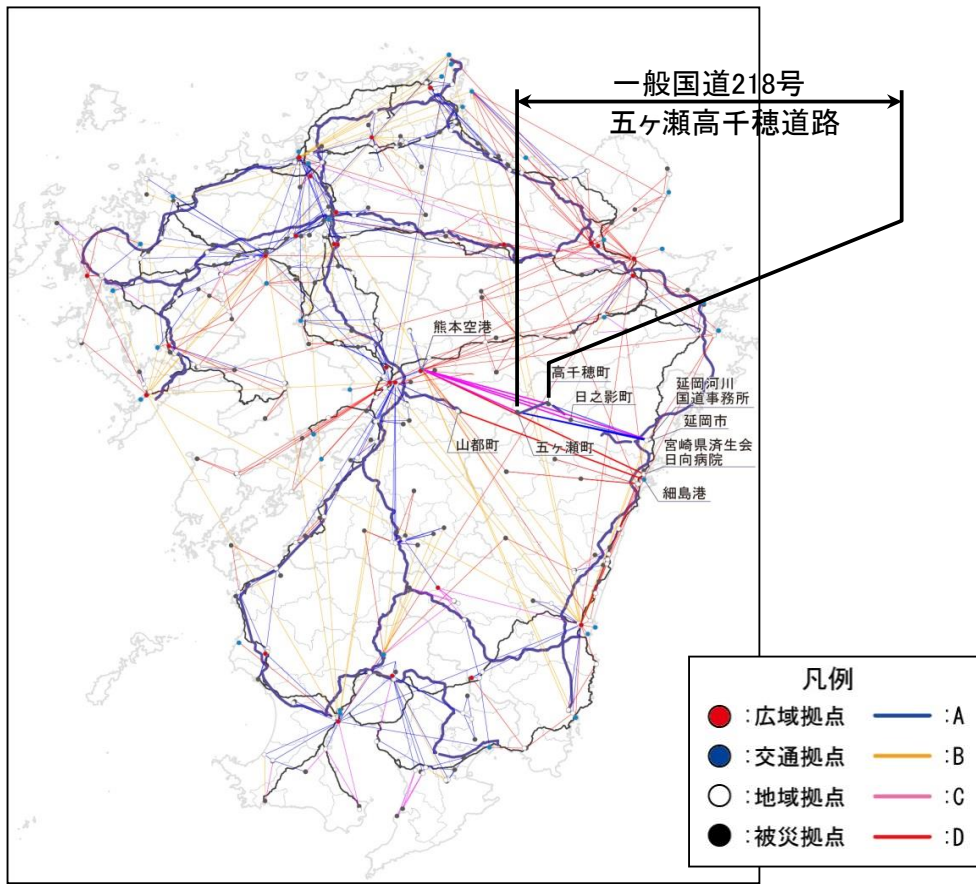 一般国道218号
五ヶ瀬高千穂道路
熊本空港
高千穂町
日之影町
延岡河川
国道事務所
延岡市
山都町
五ヶ瀬町
宮崎県済生会
日向病院
細島港
凡例
:広域拠点
:A
:交通拠点
:B
:地域拠点
:C
:被災拠点
:D